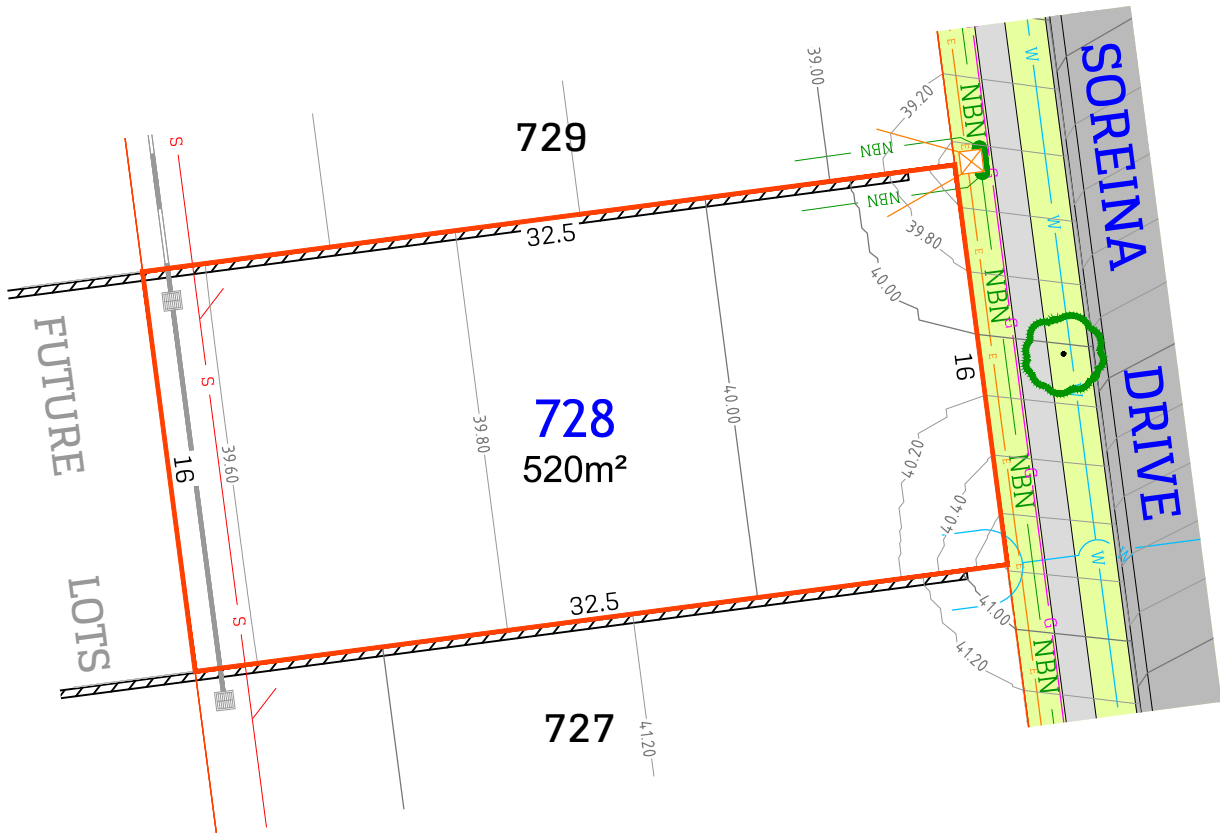 39.00
SOREINA
E
W
39.20
NBN
729
S
NBN
E
G
NBN
32.5
39.80
W
E
40.00
NBN
G
FUTURE
E
16
DRIVE
S
728
39.80
40.00
520m²
39.60
16
40.20
E
G
NBN
40.40
W
W
E
LOTS
32.5
41.00
S
G
41.20
NBN
E
727
41.20